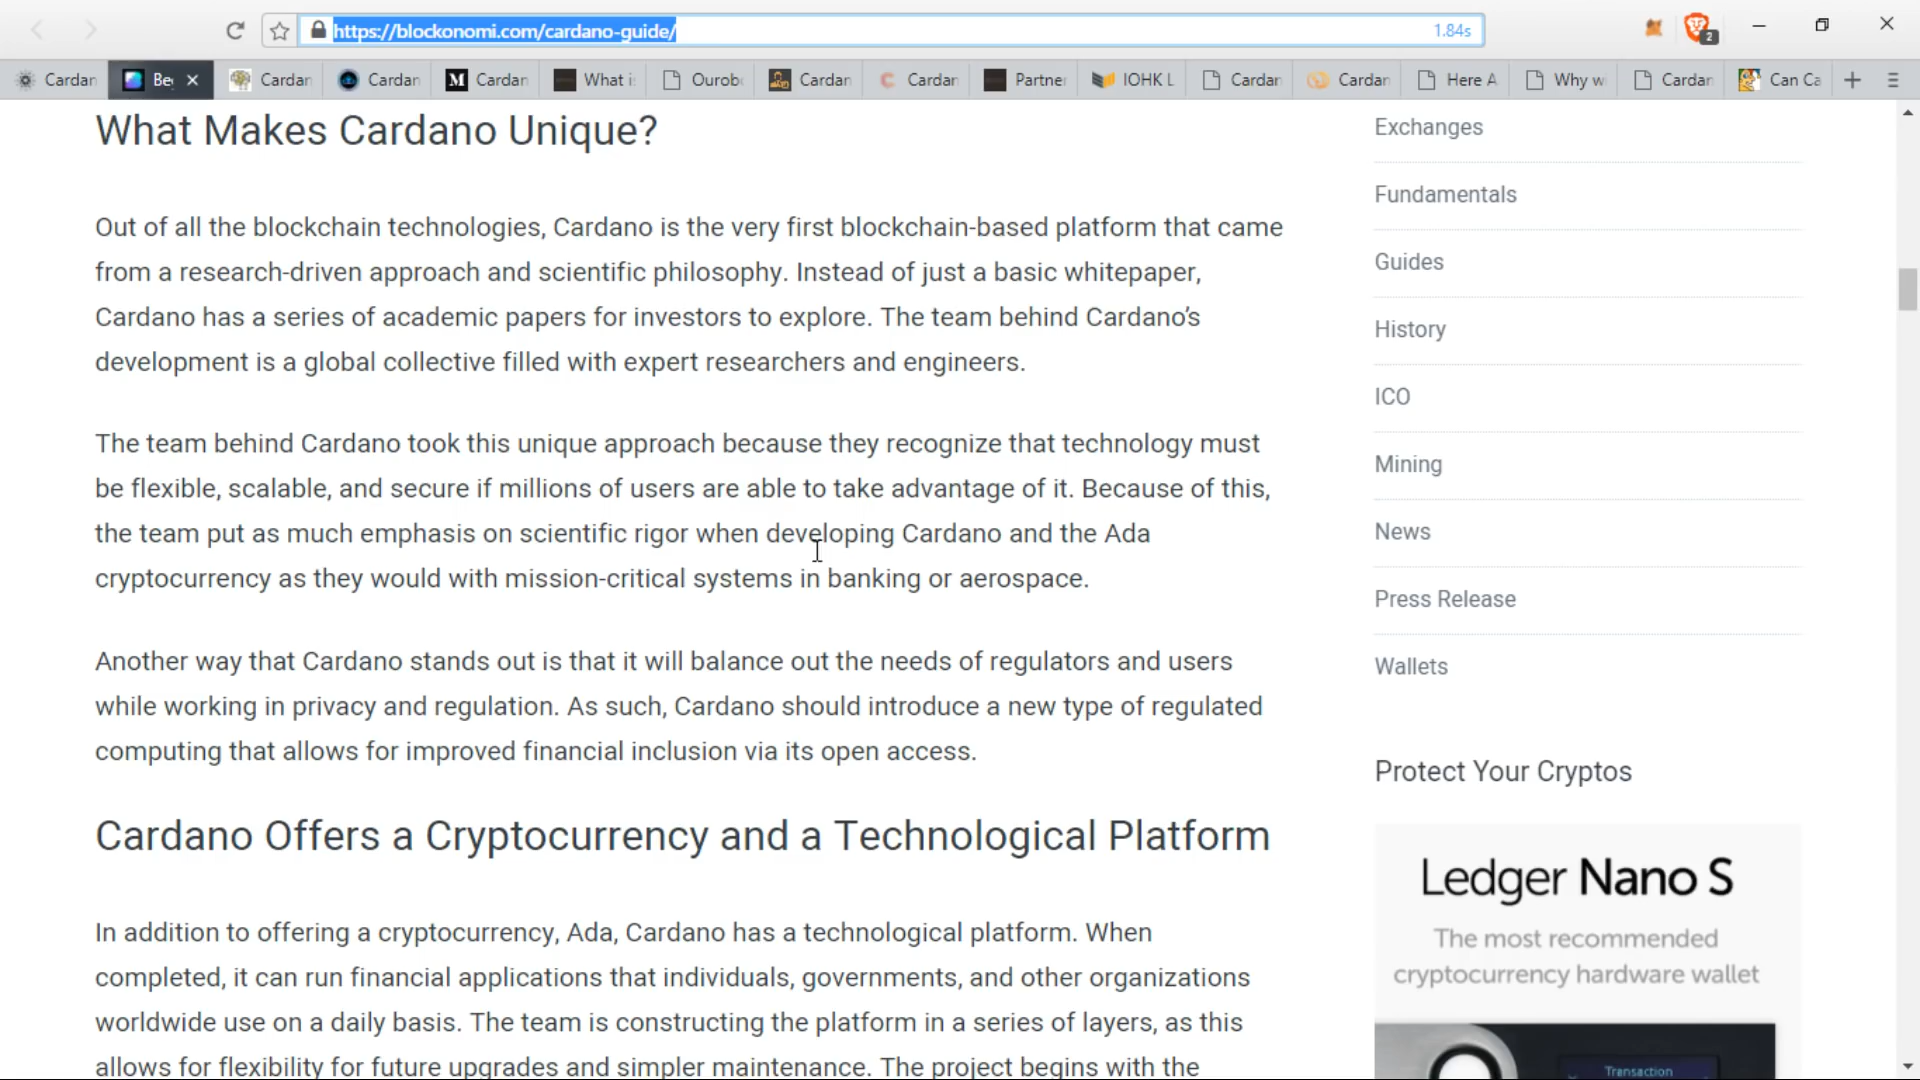 https://blockonomi.com/cardano-guide/
1.84s
2
Cardan
Be
Cardan
Cardan
Cardan
What i
Ourob
Cardan
Cardan
Partne
IOHK L
Cardan
Cardan
Here A
Why w
Cardan
Can Ca
What Makes Cardano Unique?
Out of all the blockchain technologies, Cardano is the very first blockchain-based platform that came
from a research-driven approach and scientific philosophy. Instead of just a basic whitepaper,
Cardano has a series of academic papers for investors to explore. The team behind Cardano’s
development is a global collective filled with expert researchers and engineers.
The team behind Cardano took this unique approach because they recognize that technology must
be flexible, scalable, and secure if millions of users are able to take advantage of it. Because of this,
the team put as much emphasis on scientific rigor when developing Cardano and the Ada
cryptocurrency as they would with mission-critical systems in banking or aerospace.
Another way that Cardano stands out is that it will balance out the needs of regulators and users
while working in privacy and regulation. As such, Cardano should introduce a new type of regulated
computing that allows for improved financial inclusion via its open access.
Cardano Offers a Cryptocurrency and a Technological Platform
In addition to offering a cryptocurrency, Ada, Cardano has a technological platform. When
completed, it can run financial applications that individuals, governments, and other organizations
worldwide use on a daily basis. The team is constructing the platform in a series of layers, as this
allows for flexibility for future upgrades and simpler maintenance. The project begins with the
Exchanges
Fundamentals
Guides
History
ICO
Mining
News
Press Release
Wallets
Protect Your Cryptos
Ledger Nano S
The most recommended
cryptocurrency hardware wallet
Transaction